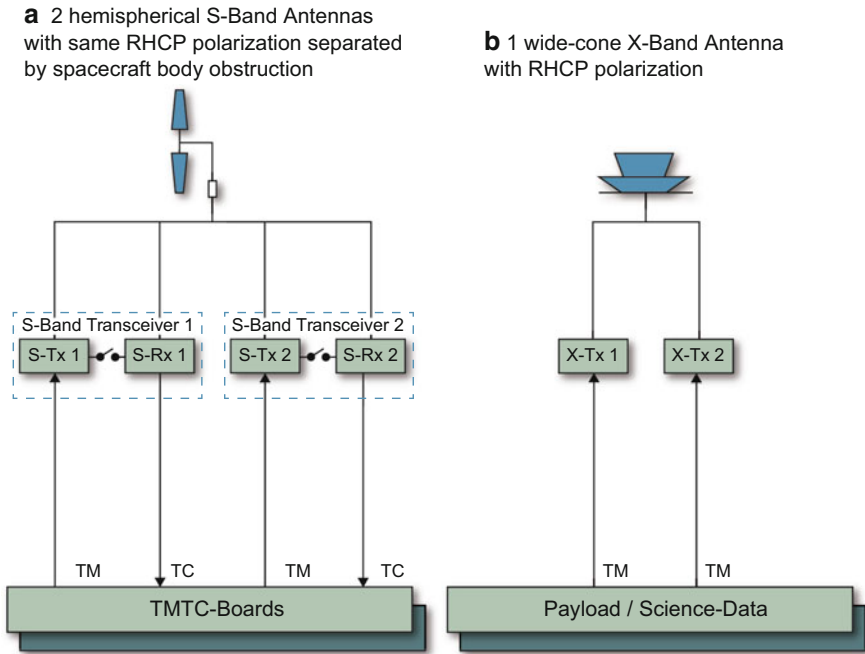 a 2 hemispherical S-Band Antennas
with same RHCP polarization separated
by spacecraft body obstruction
b 1 wide-cone X-Band Antenna
with RHCP polarization
S-Band Transceiver 1
S-Band Transceiver 2
S-Tx 1
S-Rx 1
S-Tx 2
S-Rx 2
X-Tx 1
X-Tx 2
TM
TC
TM
TC
TM
TM
TMTC-Boards
Payload / Science-Data